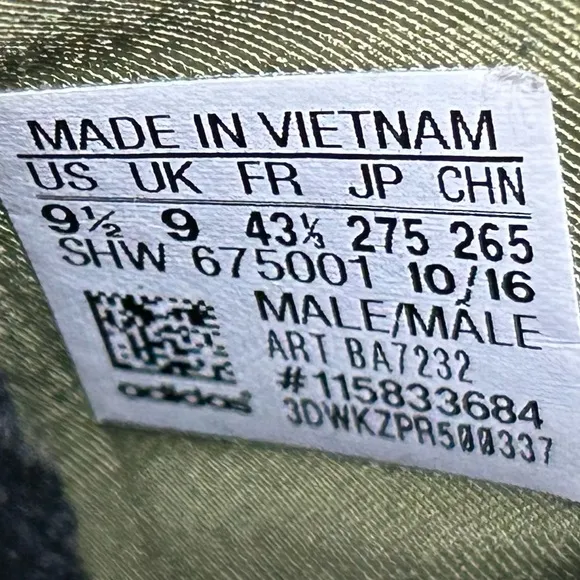 MADE IN VIETNAM
US UK FR JP CHN
9½ 9 43⅓ 275 265
SHW 675001 10/16
MALE/MÂLE
ART BA7232
#115833684
3DWKZPR500337
adidas